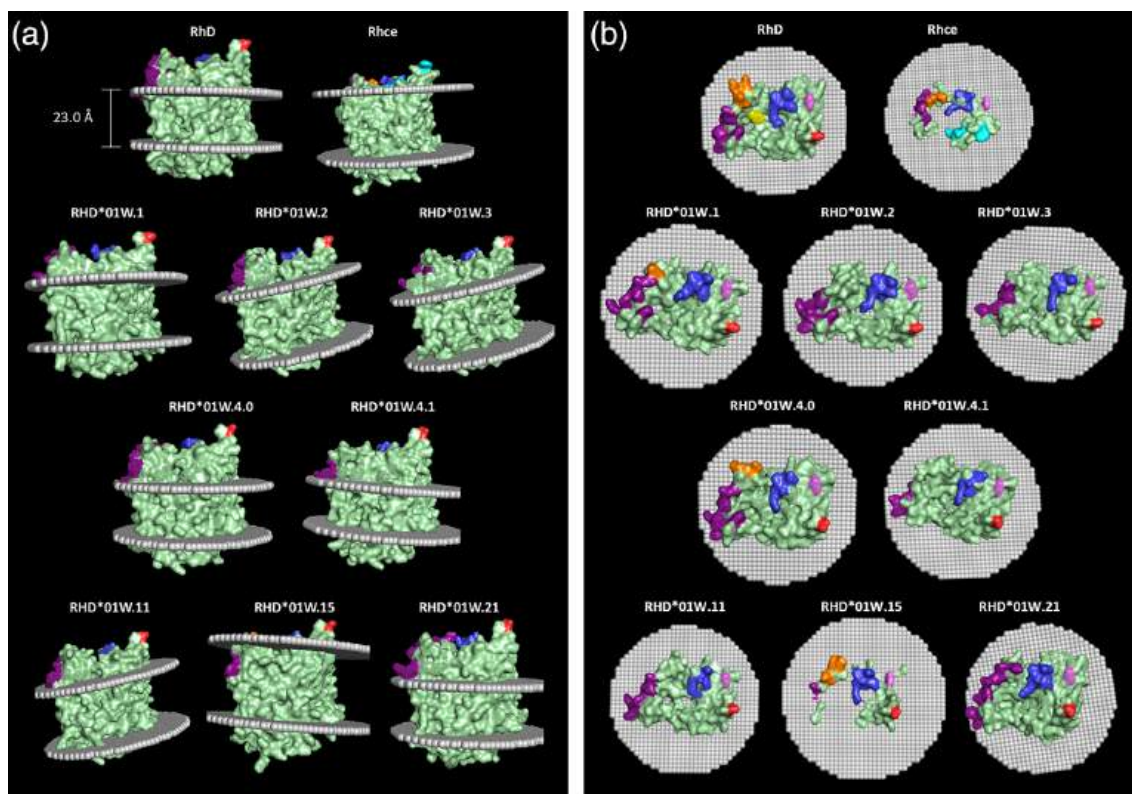 (a)
RhD
Rhce
23.0 Å
RHD*01W.1
RHD*01W.2
RHD*01W.3
RHD*01W.4.0
RHD*01W.4.1
RHD*01W.11
RHD*01W.15
RHD*01W.21
(b)
RhD
Rhce
RHD*01W.1
RHD*01W.2
RHD*01W.3
RHD*01W.4.0
RHD*01W.4.1
RHD*01W.11
RHD*01W.15
RHD*01W.21